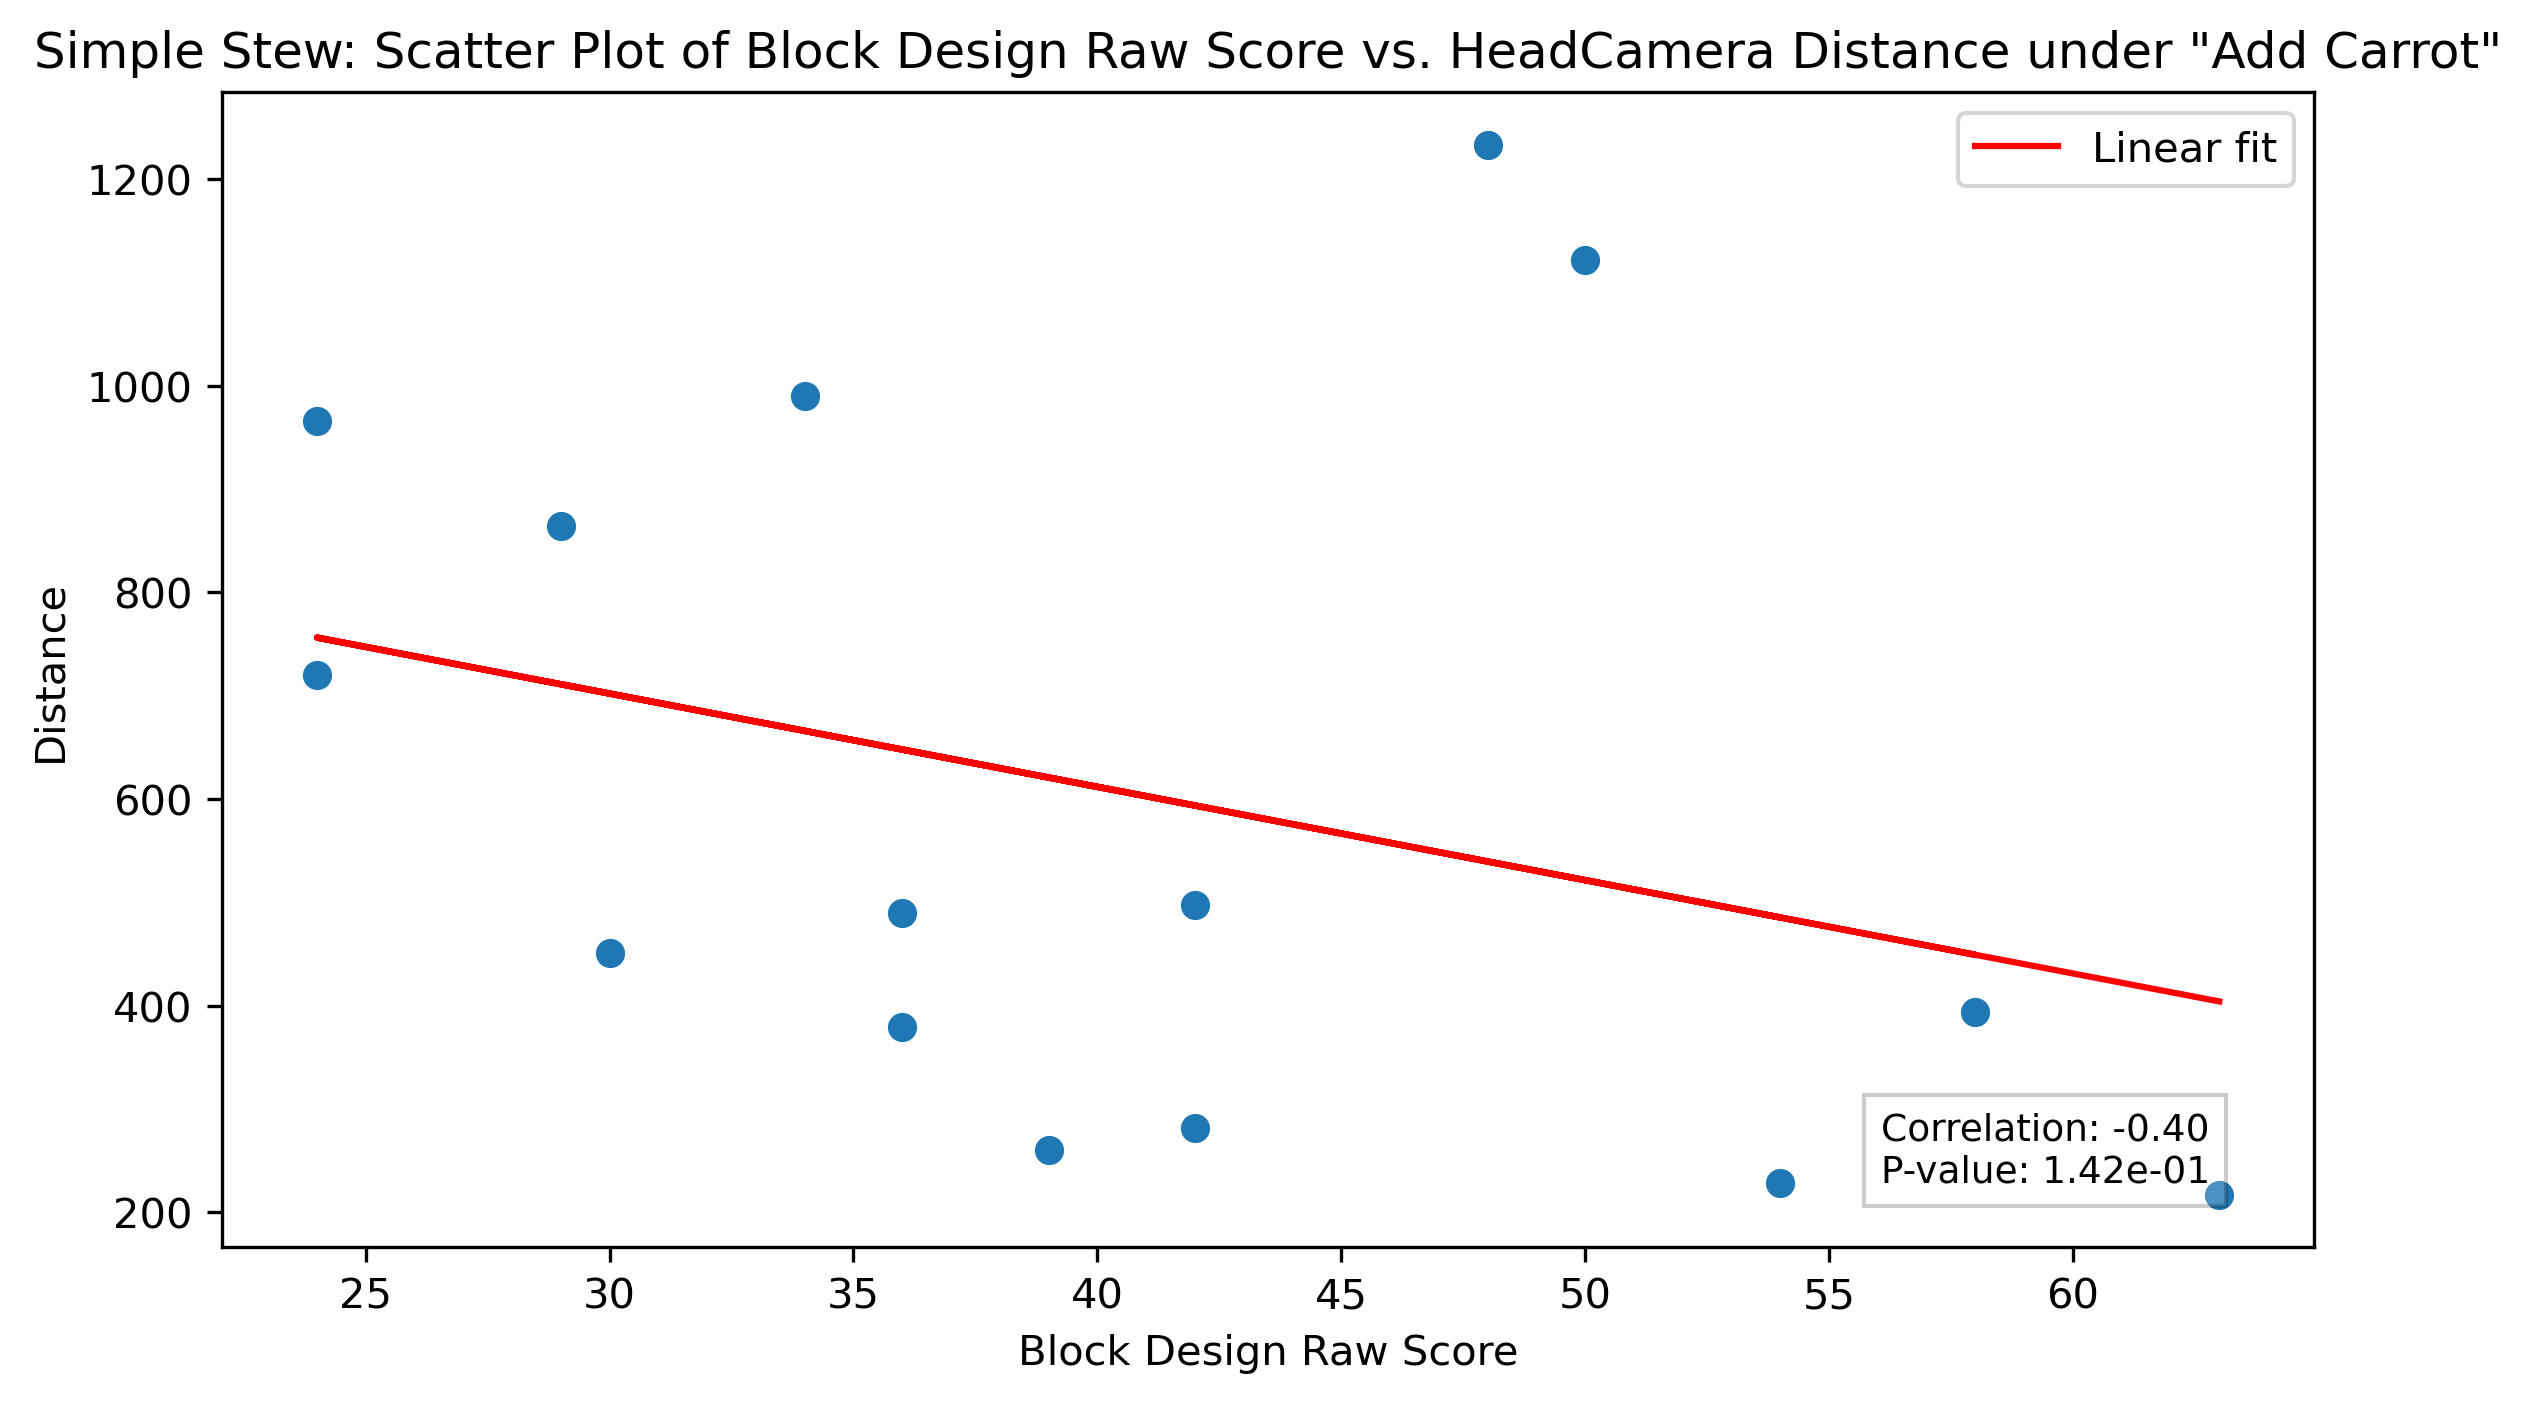 Simple Stew: Scatter Plot of Block Design Raw Score vs. HeadCamera Distance under "Add Carrot"
Linear fit
1200
1000
800
600
400
200
Distance
Correlation: -0.40
P-value: 1.42e-01
25 30 35 40 45 50 55 60
Block Design Raw Score